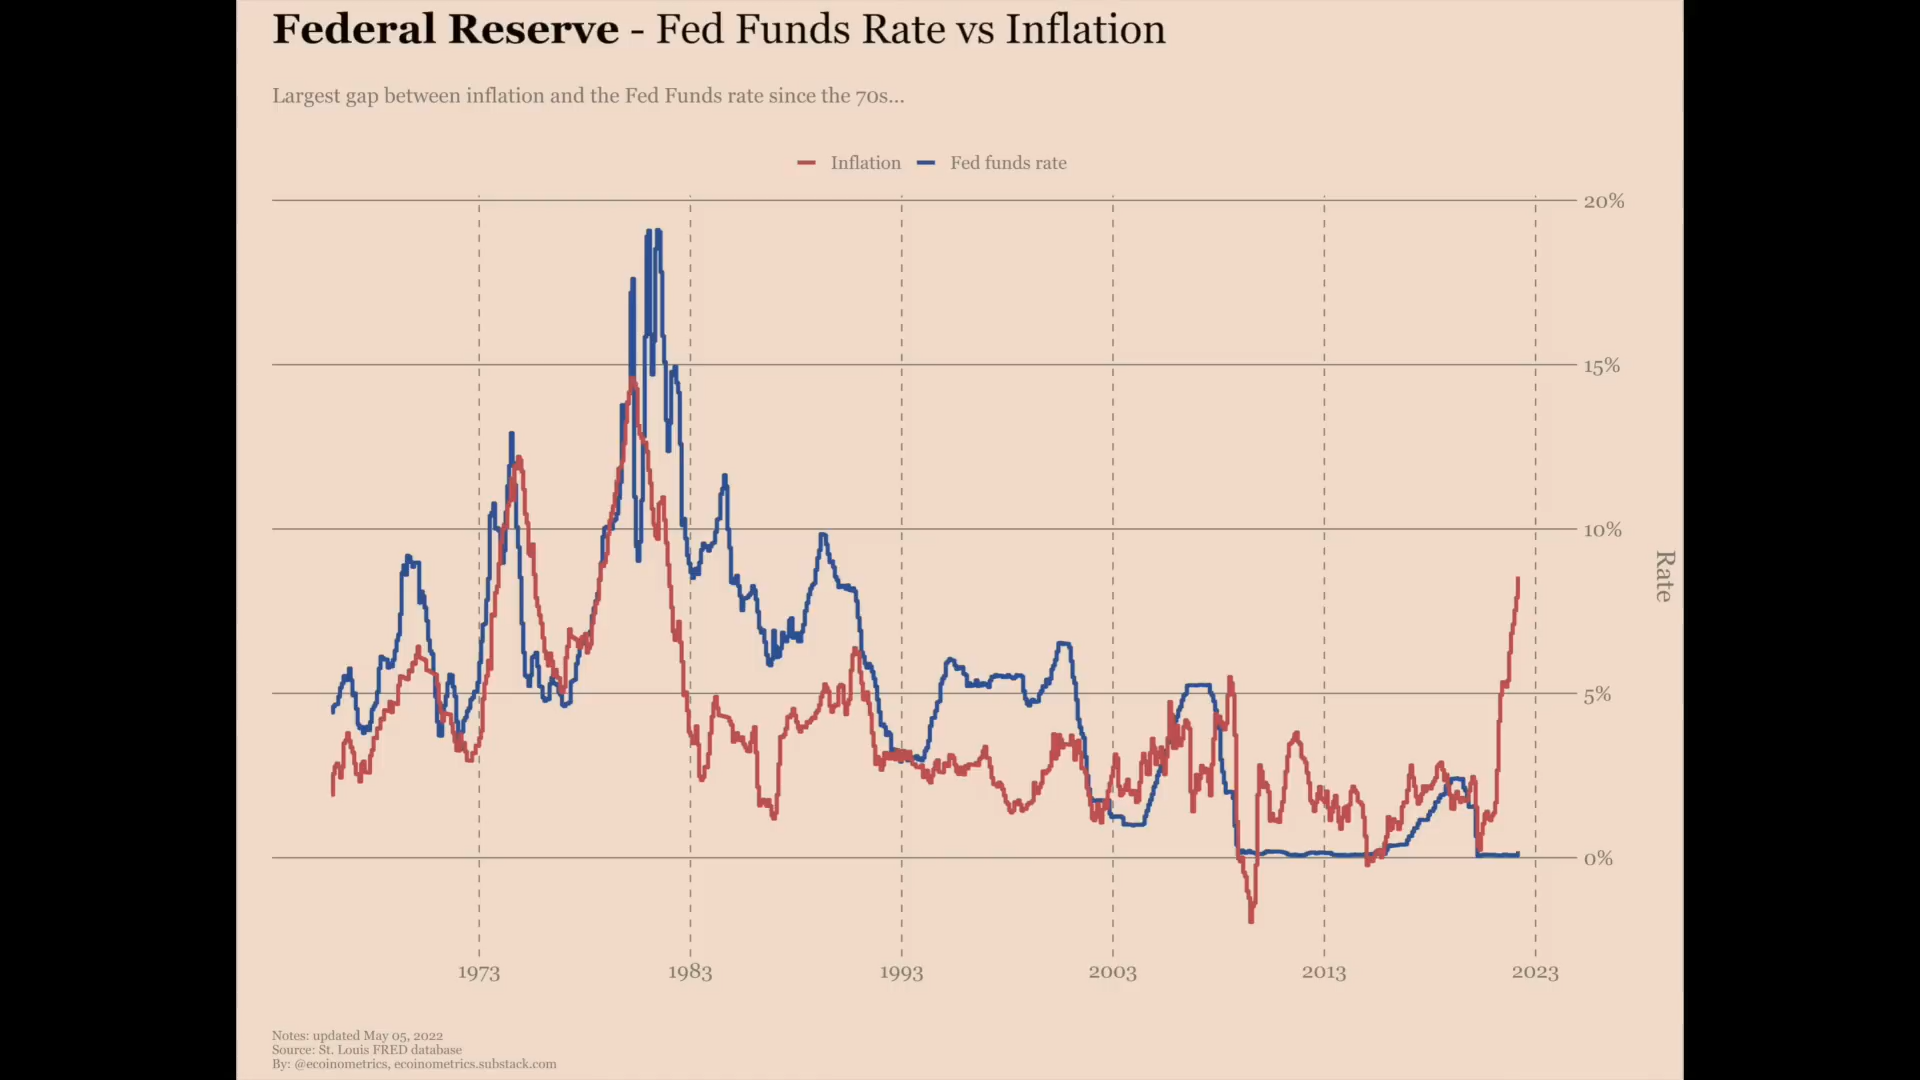 Federal Reserve - Fed Funds Rate vs Inflation
Largest gap between inflation and the Fed Funds rate since the 70s...
Inflation Fed funds rate
20%
15%
10%
5%
0%
Rate
1973 1983 1993 2003 2013 2023
Notes: updated May 05, 2022
Source: St. Louis FRED database
By: @ecoinometrics, ecoinometrics.substack.com